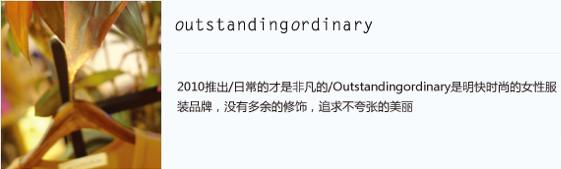 outstandingordinary
2010推出/日常的才是非凡的/Outstandingordinary是明快时尚的女性服
装品牌，没有多余的修饰，追求不夸张的美丽